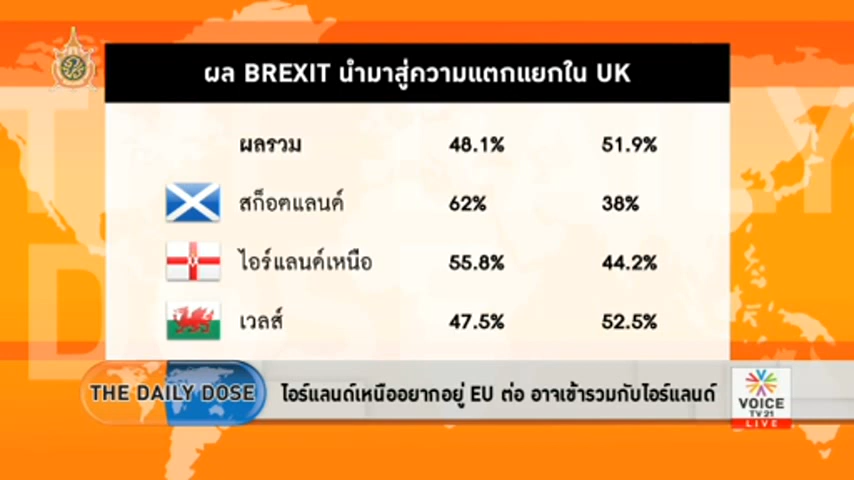 ผล BREXIT นำมาสู่ความแตกแยกใน UK
ผลรวม 48.1% 51.9%
สก็อตแลนด์ 62% 38%
ไอร์แลนด์เหนือ 55.8% 44.2%
เวลส์ 47.5% 52.5%
THE DAILY DOSE ไอร์แลนด์เหนืออยากอยู่ EU ต่อ อาจเข้ารวมกับไอร์แลนด์
VOICE
TV 21
LIVE